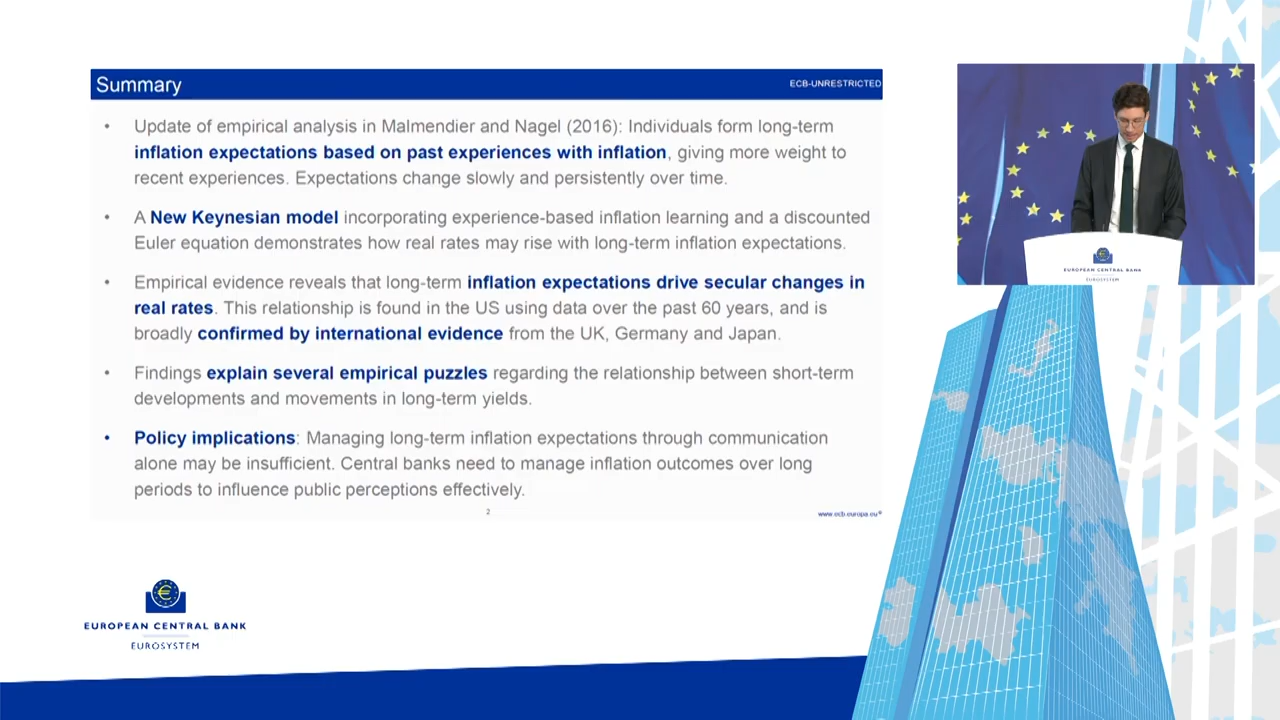 Summary
ECB-UNRESTRICTED
• Update of empirical analysis in Malmendier and Nagel (2016): Individuals form long-term
inflation expectations based on past experiences with inflation, giving more weight to
recent experiences. Expectations change slowly and persistently over time.
• A New Keynesian model incorporating experience-based inflation learning and a discounted
Euler equation demonstrates how real rates may rise with long-term inflation expectations.
• Empirical evidence reveals that long-term inflation expectations drive secular changes in
real rates. This relationship is found in the US using data over the past 60 years, and is
broadly confirmed by international evidence from the UK, Germany and Japan.
• Findings explain several empirical puzzles regarding the relationship between short-term
developments and movements in long-term yields.
• Policy implications: Managing long-term inflation expectations through communication
alone may be insufficient. Central banks need to manage inflation outcomes over long
periods to influence public perceptions effectively.
2
www.ecb.europa.eu ©
EUROPEAN CENTRAL BANK
EUROSYSTEM
EUROPEAN CENTRAL BANK
EUROSYSTEM